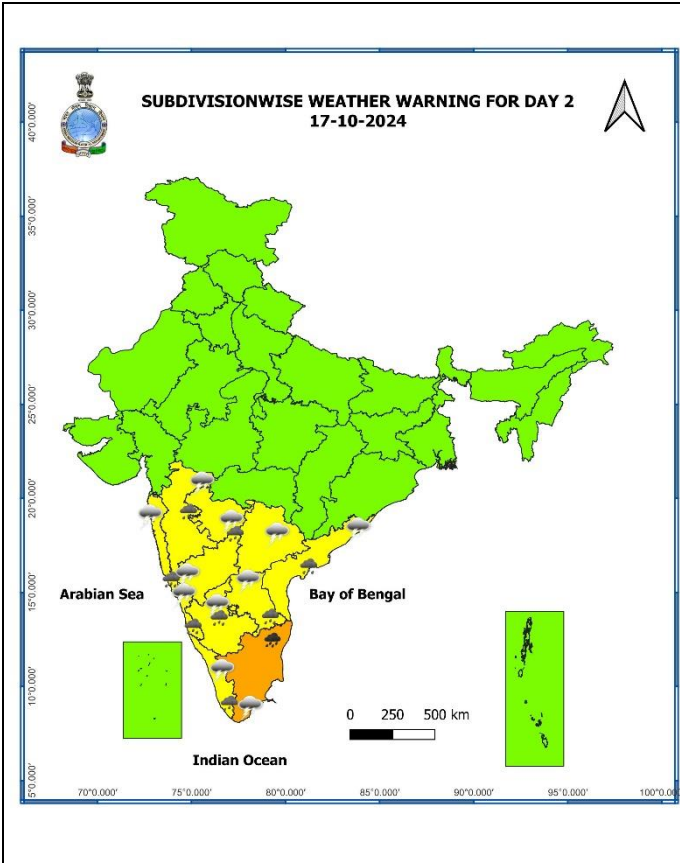 SUBDIVISIONWISE WEATHER WARNING FOR DAY 2
17-10-2024
40°0.000'
35°0.000'
30°0.000'
25°0.000'
20°0.000'
15°0.000'
10°0.000'
5°0.000'
Arabian Sea
Bay of Bengal
0 250 500 km
Indian Ocean
70°0.000' 75°0.000' 80°0.000' 85°0.000' 90°0.000' 95°0.000' 100°0.000